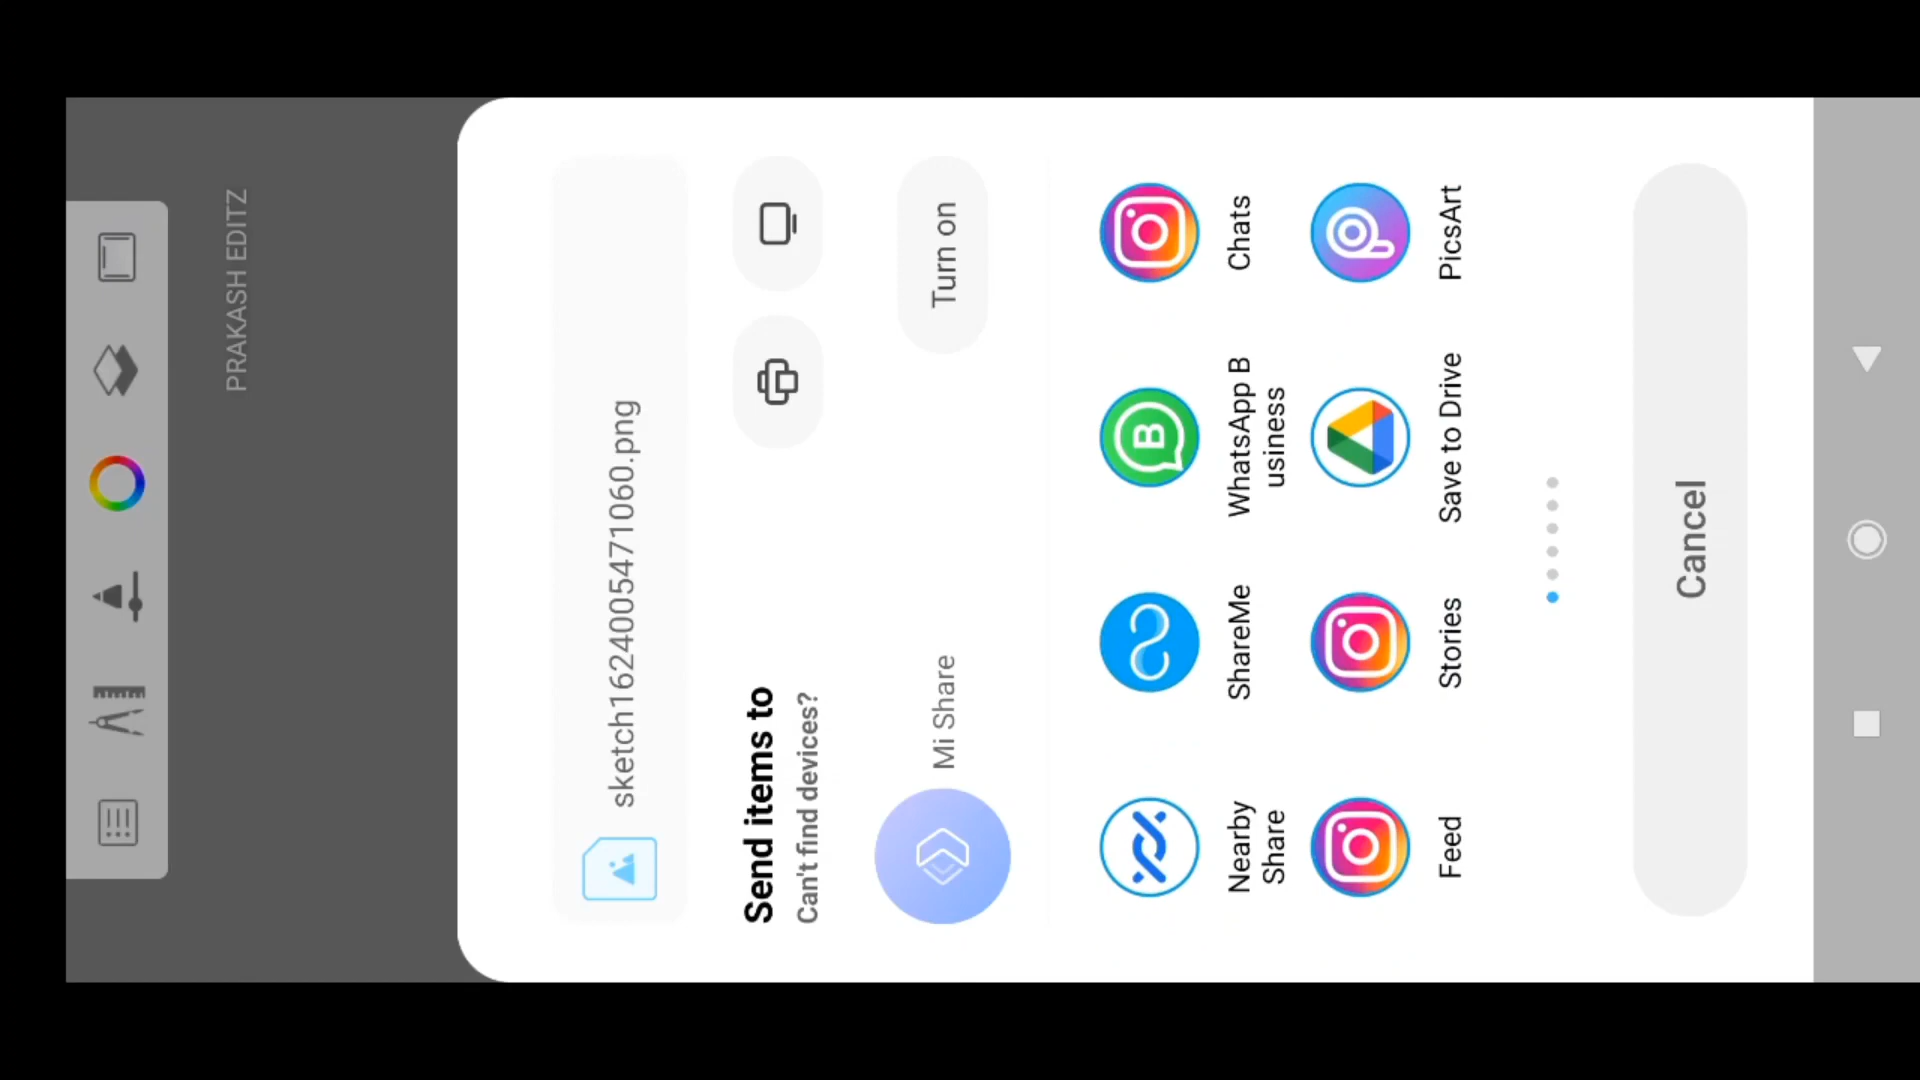 PRAKASH EDITZ
sketch1624005471060.png
Send items to
Can't find devices?
Mi Share
Turn on
Nearby
Share
ShareMe
WhatsApp B
usiness
Chats
Feed
Stories
Save to Drive
PicsArt
Cancel